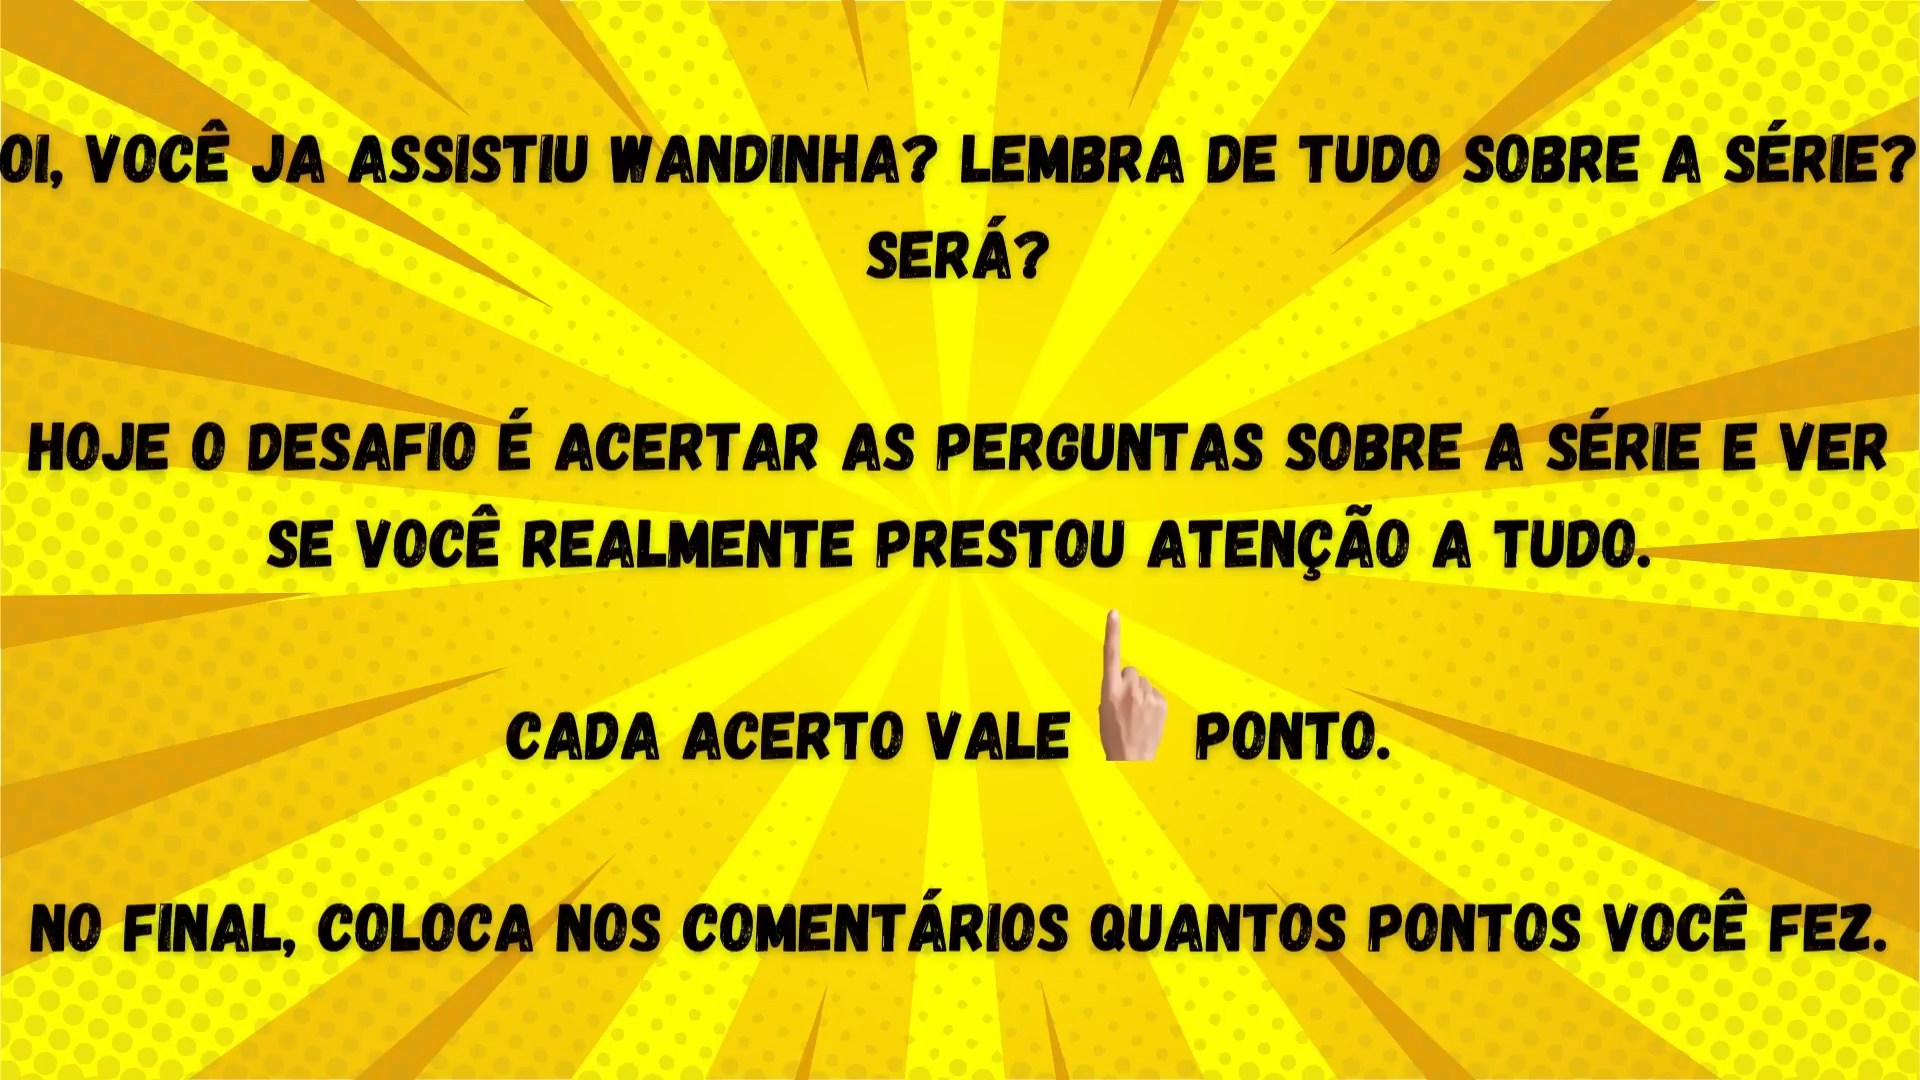 OI, VOCÊ JA ASSISTIU WANDINHA? LEMBRA DE TUDO SOBRE A SÉRIE?
SERÁ?
HOJE O DESAFIO É ACERTAR AS PERGUNTAS SOBRE A SÉRIE E VER
SE VOCÊ REALMENTE PRESTOU ATENÇÃO A TUDO.
CADA ACERTO VALE PONTO.
NO FINAL, COLOCA NOS COMENTÁRIOS QUANTOS PONTOS VOCÊ FEZ.